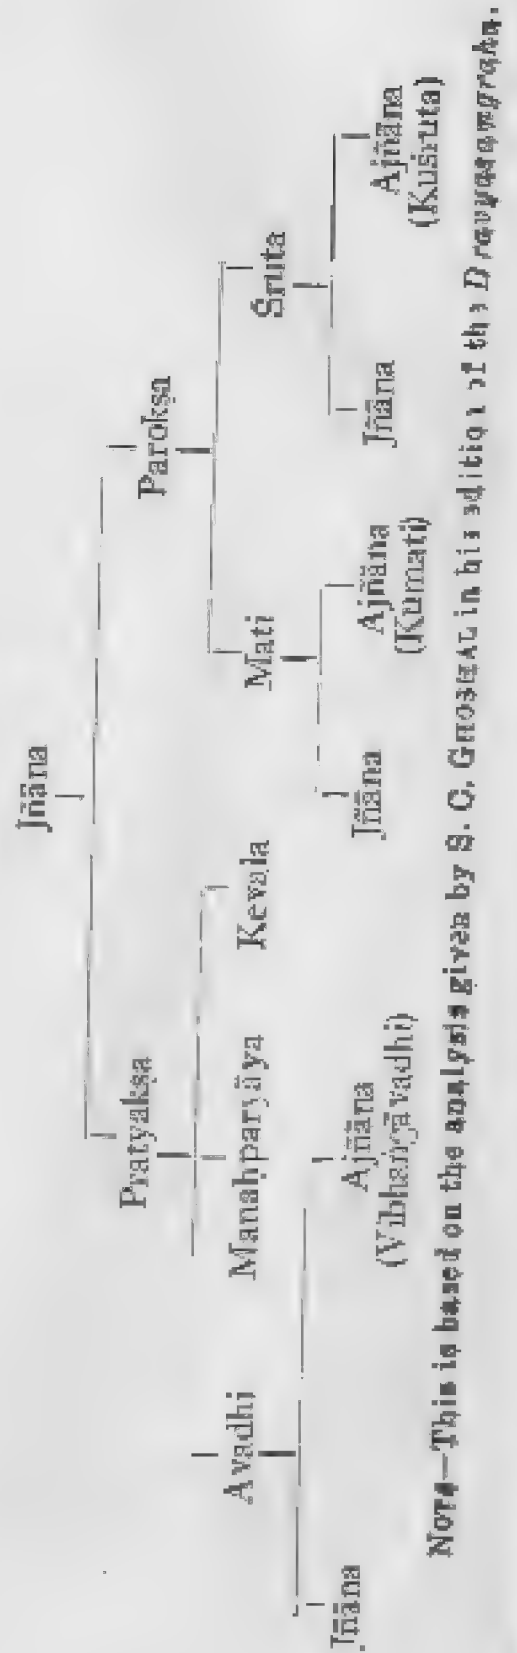 Jñāna
Pratyakṣa Parokṣa
Avadhi Manaḥparyāya Kevala Mati Śruta
Jñāna Ajñāna Jñāna Ajñāna Jñāna Ajñāna
(Vibhaṅgāvadhi) (Kumati) (Kuśruta)
NOTE—This is based on the analysis given by S. C. GHOSHAL in his edition of the Dravyasaṃgraha.